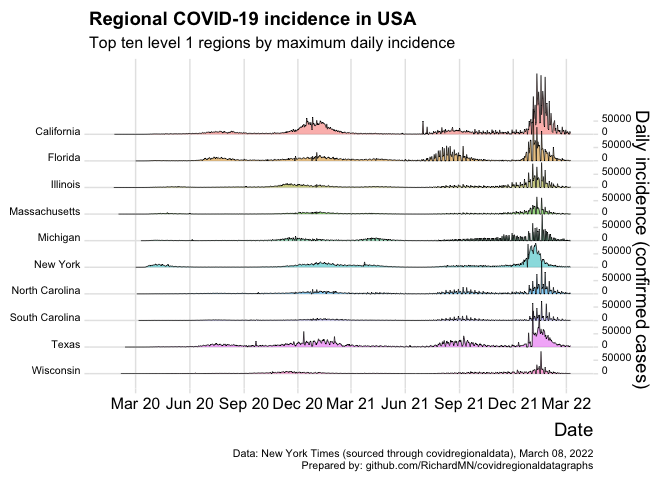 Regional COVID-19 incidence in USA
Top ten level 1 regions by maximum daily incidence
California
Florida
Illinois
Massachusetts
Michigan
New York
North Carolina
South Carolina
Texas
Wisconsin
50000
0
50000
0
50000
0
50000
0
50000
0
50000
0
50000
0
50000
0
50000
0
50000
0
Daily incidence (confirmed cases)
Mar 20 Jun 20 Sep 20 Dec 20 Mar 21 Jun 21 Sep 21 Dec 21 Mar 22
Date
Data: New York Times (sourced through covidregionaldata), March 08, 2022
Prepared by: github.com/RichardMN/covidregionaldatagraphs